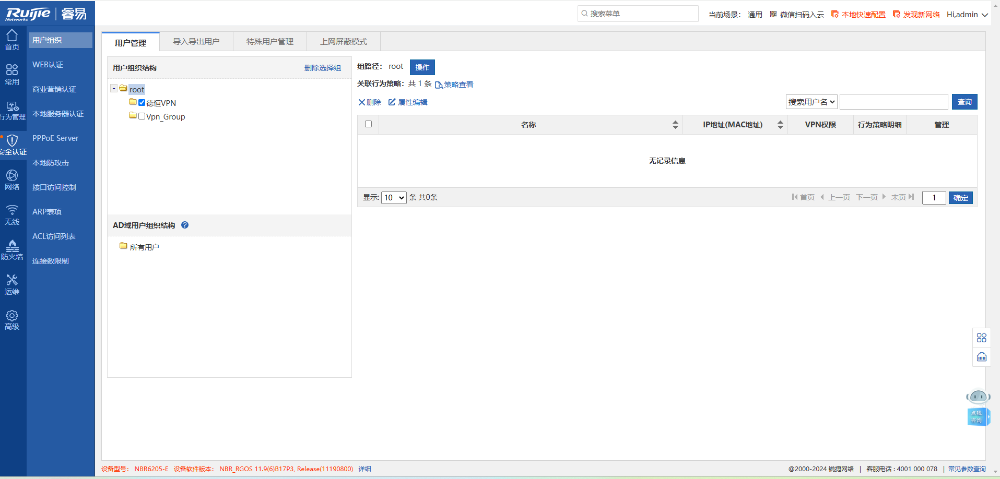 Ruijie Networks 睿易
搜索菜单
当前场景： 通用 微信扫码入云 本地快速配置 发现新网络 Hi,admin
首页
常用
行为管理
安全认证
网络
无线
防火墙
运维
高级
用户组织
WEB认证
商业营销认证
本地服务器认证
PPPoE Server
本地防攻击
接口访问控制
ARP表项
ACL访问列表
连接数限制
用户管理 导入导出用户 特殊用户管理 上网屏蔽模式
用户组织结构 删除选择组
root
德恒VPN
Vpn_Group
AD域用户组织结构
所有用户
组路径： root 操作
关联行为策略：共 1 条 策略查看
删除 属性编辑 搜索用户名 查询
名称 IP地址(MAC地址) VPN权限 行为策略明细 管理
无记录信息
显示: 10 条 共0条 首页 上一页 下一页 末页 1 确定
点我
咨询
设备型号： NBR6205-E 设备软件版本： NBR_RGOS 11.9(6)B17P3, Release(11190800) 详细
@2000-2024 锐捷网络 | 客服电话 : 4001 000 078 | 常见参数查询